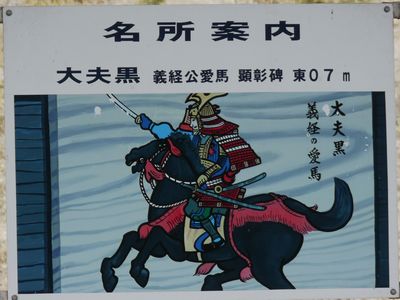 名所案内
大夫黒 義経公愛馬 顕彰碑 東07m
大夫黒
義経の愛馬